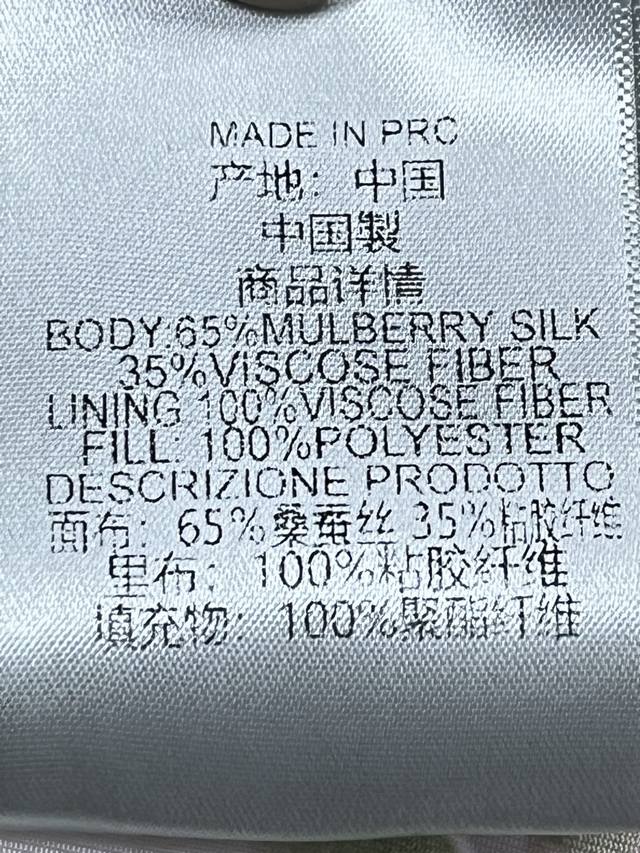 MADE IN PRC
产地：中国
中国製
商品详情
BODY:65%MULBERRY SILK
35%VISCOSE FIBER
LINING:100%VISCOSE FIBER
FILL: 100%POLYESTER
DESCRIZIONE PRODOTTO
面布：65%桑蚕丝 35%粘胶纤维
里布：100%粘胶纤维
填充物：100%聚酯纤维